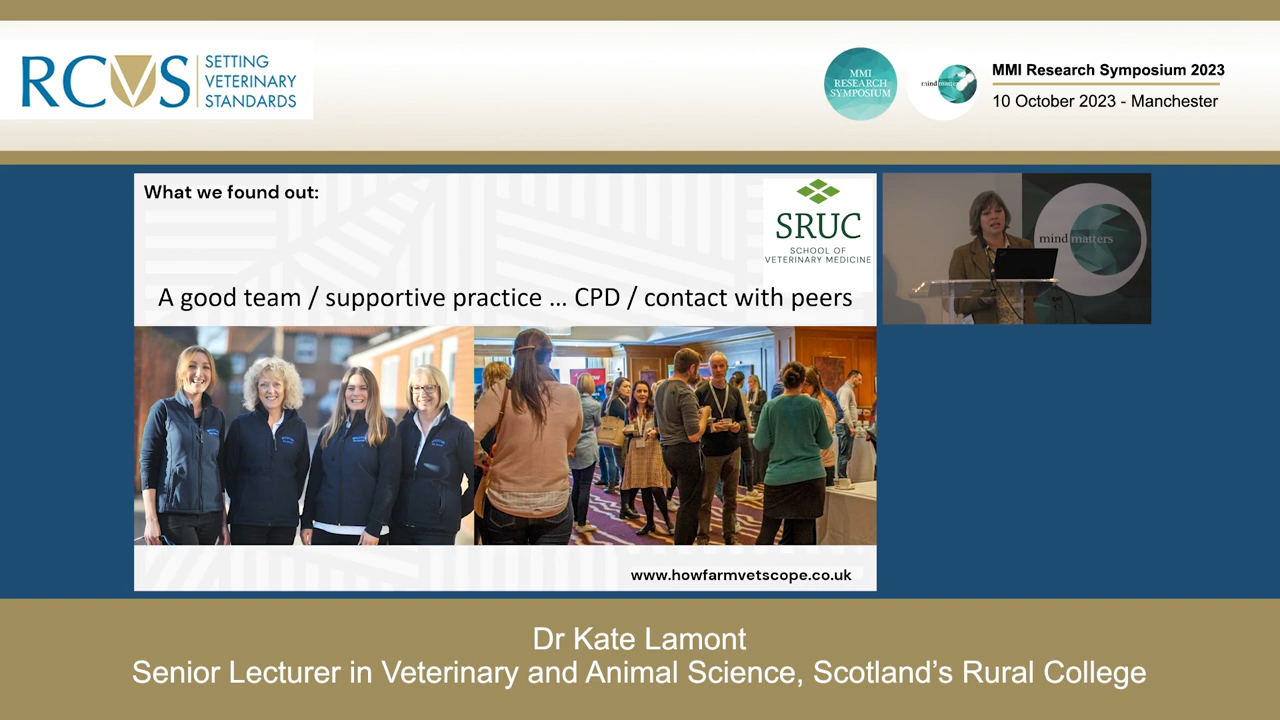 RCVS
SETTING
VETERINARY
STANDARDS
MMI
RESEARCH
SYMPOSIUM
mind matters
MMI Research Symposium 2023
10 October 2023 - Manchester
What we found out:
SRUC
SCHOOL OF
VETERINARY MEDICINE
A good team / supportive practice ... CPD / contact with peers
www.howfarmvetscope.co.uk
mind matters
Dr Kate Lamont
Senior Lecturer in Veterinary and Animal Science, Scotland’s Rural College